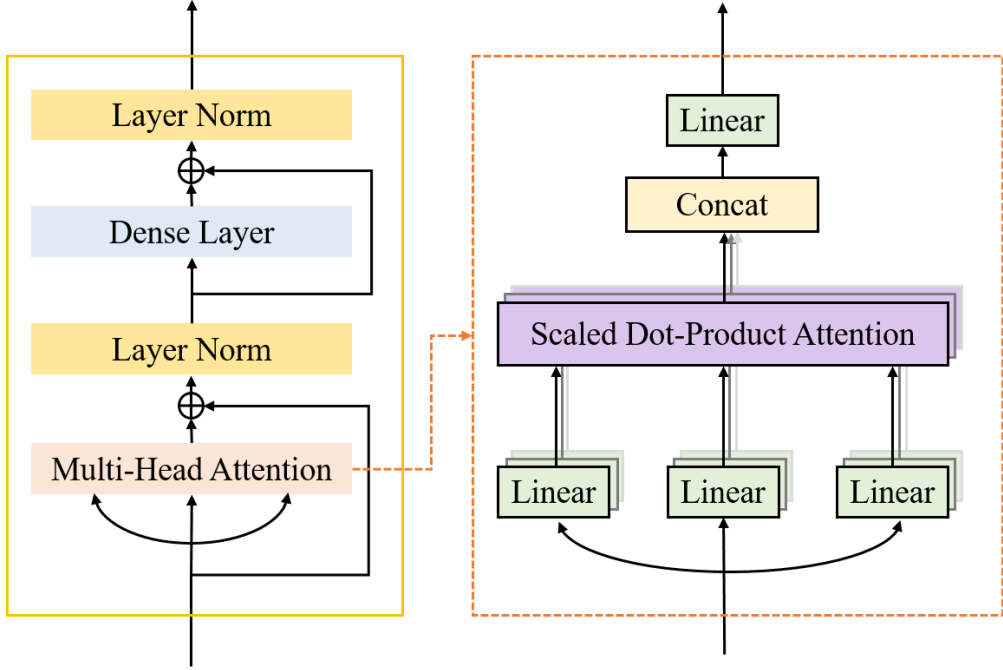 Layer Norm
Dense Layer
Layer Norm
Multi-Head Attention
Linear
Concat
Scaled Dot-Product Attention
Linear
Linear
Linear